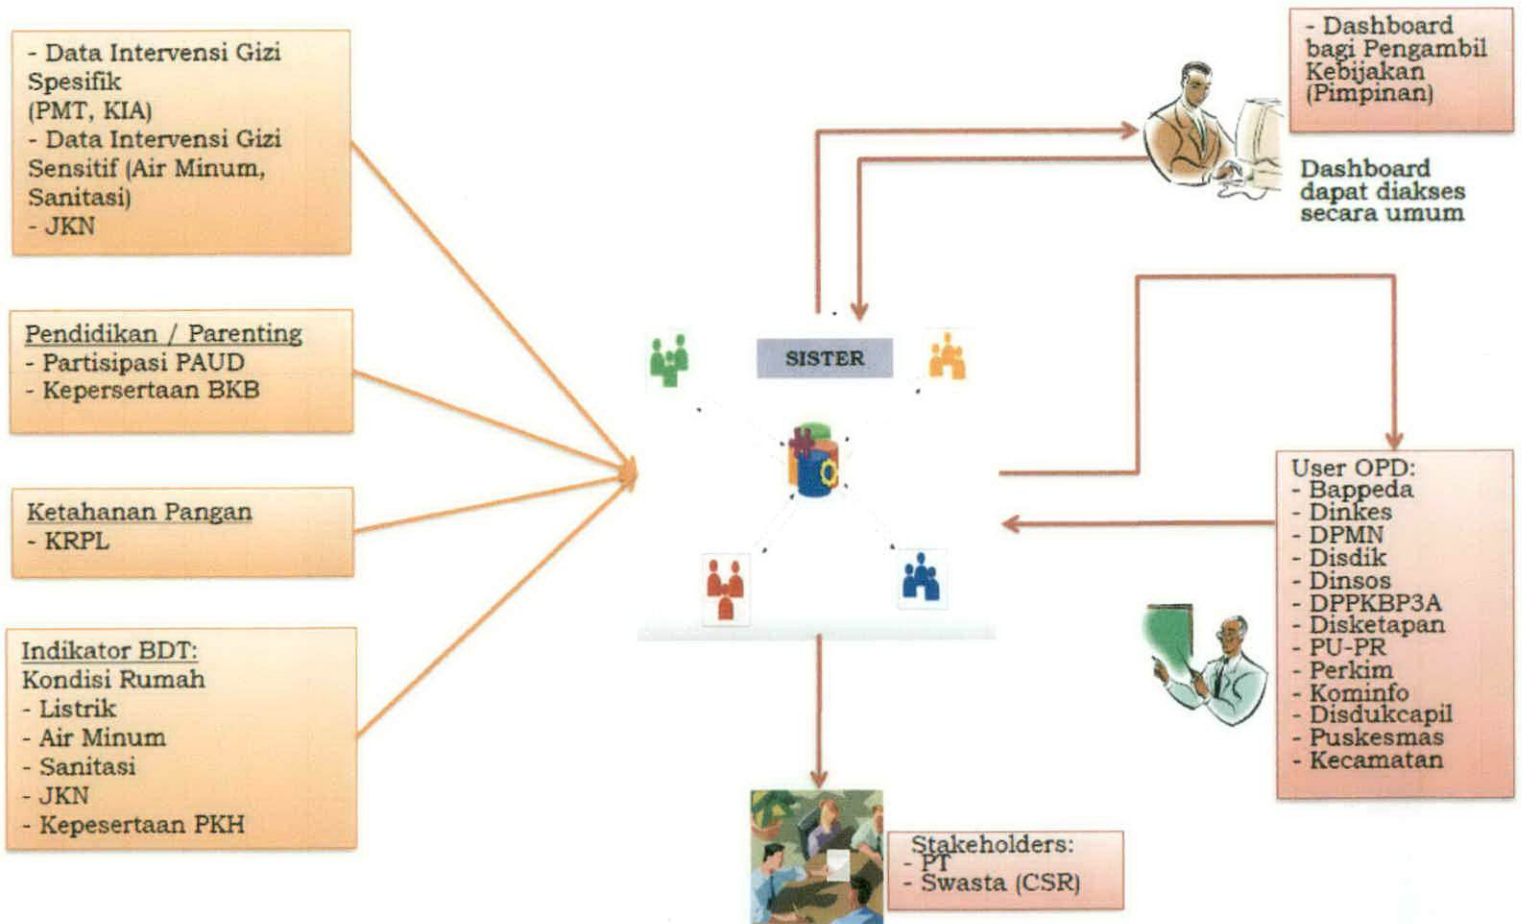 - Data Intervensi Gizi
Spesifik
(PMT, KIA)
- Data Intervensi Gizi
Sensitif (Air Minum,
Sanitasi)
- JKN
Pendidikan / Parenting
- Partisipasi PAUD
- Kepersertaan BKB
Ketahanan Pangan
- KRPL
Indikator BDT:
Kondisi Rumah
- Listrik
- Air Minum
- Sanitasi
- JKN
- Kepesertaan PKH
SISTER
- Dashboard
bagi Pengambil
Kebijakan
(Pimpinan)
Dashboard
dapat diakses
secara umum
User OPD:
- Bappeda
- Dinkes
- DPMN
- Disdik
- Dinsos
- DPPKBP3A
- Disketapan
- PU-PR
- Perkim
- Kominfo
- Disdukcapil
- Puskesmas
- Kecamatan
Stakeholders:
- PT
- Swasta (CSR)